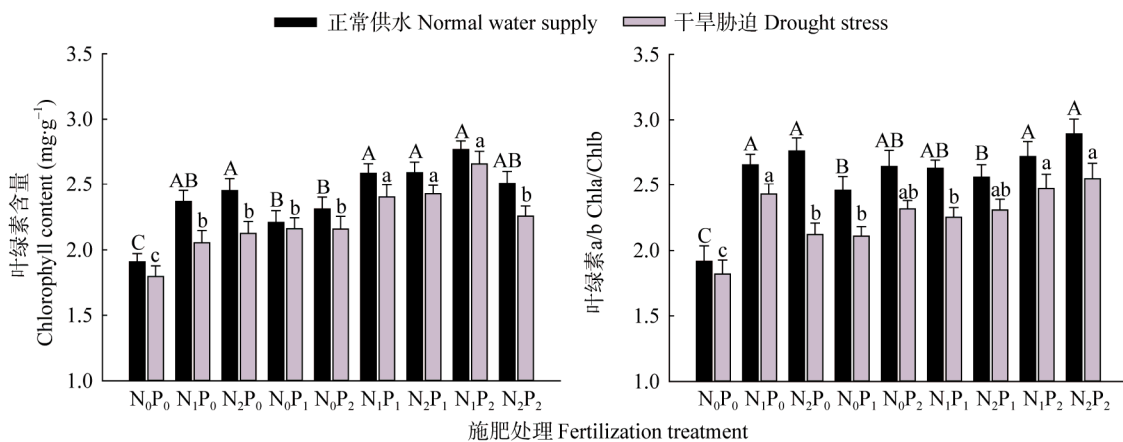 正常供水 Normal water supply 干旱胁迫 Drought stress
叶绿素含量
Chlorophyll content (mg·g⁻¹)
3.5
3.0
2.5
2.0
1.5
1.0
C c AB b A b B b B b A a A a A a AB b
N₀P₀ N₁P₀ N₂P₀ N₀P₁ N₀P₂ N₁P₁ N₂P₁ N₁P₂ N₂P₂
叶绿素a/b Chla/Chlb
3.5
3.0
2.5
2.0
1.5
1.0
C c A a A b B b AB ab AB b B ab A a A a
N₀P₀ N₁P₀ N₂P₀ N₀P₁ N₀P₂ N₁P₁ N₂P₁ N₁P₂ N₂P₂
施肥处理 Fertilization treatment